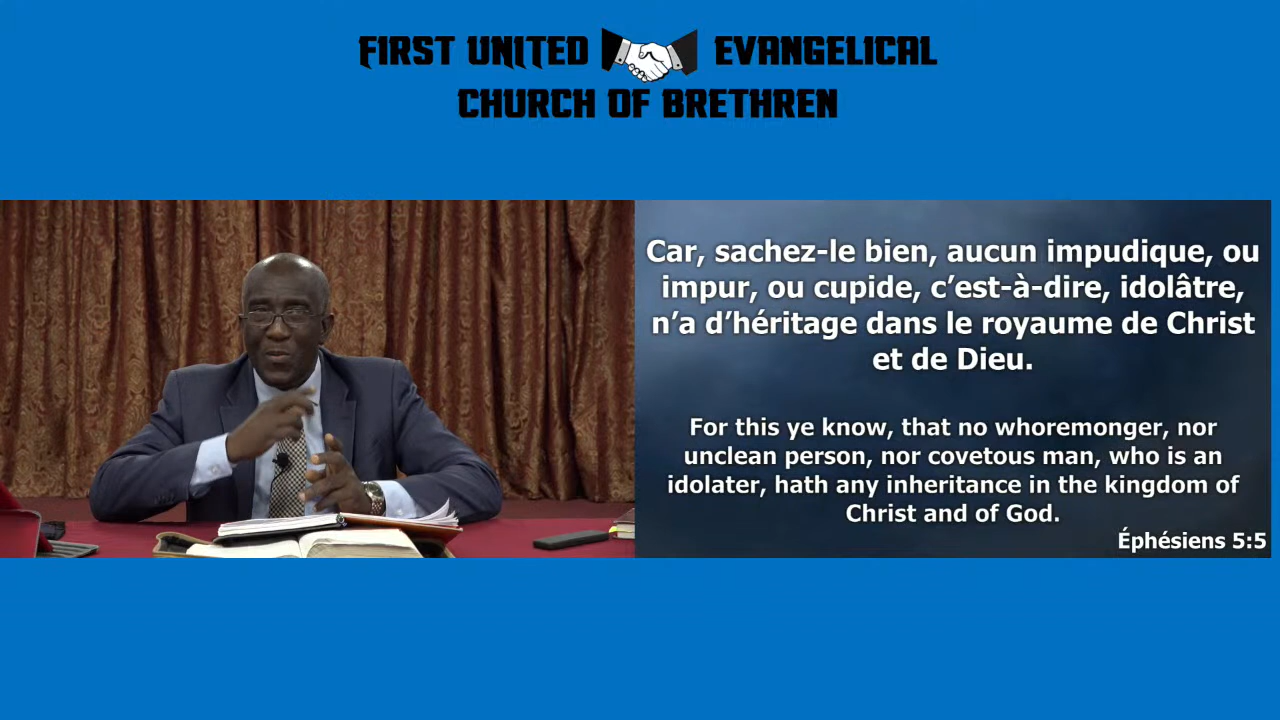 FIRST UNITED EVANGELICAL
CHURCH OF BRETHREN
Car, sachez-le bien, aucun impudique, ou
impur, ou cupide, c’est-à-dire, idolâtre,
n’a d’héritage dans le royaume de Christ
et de Dieu.
For this ye know, that no whoremonger, nor
unclean person, nor covetous man, who is an
idolater, hath any inheritance in the kingdom of
Christ and of God.
Éphésiens 5:5